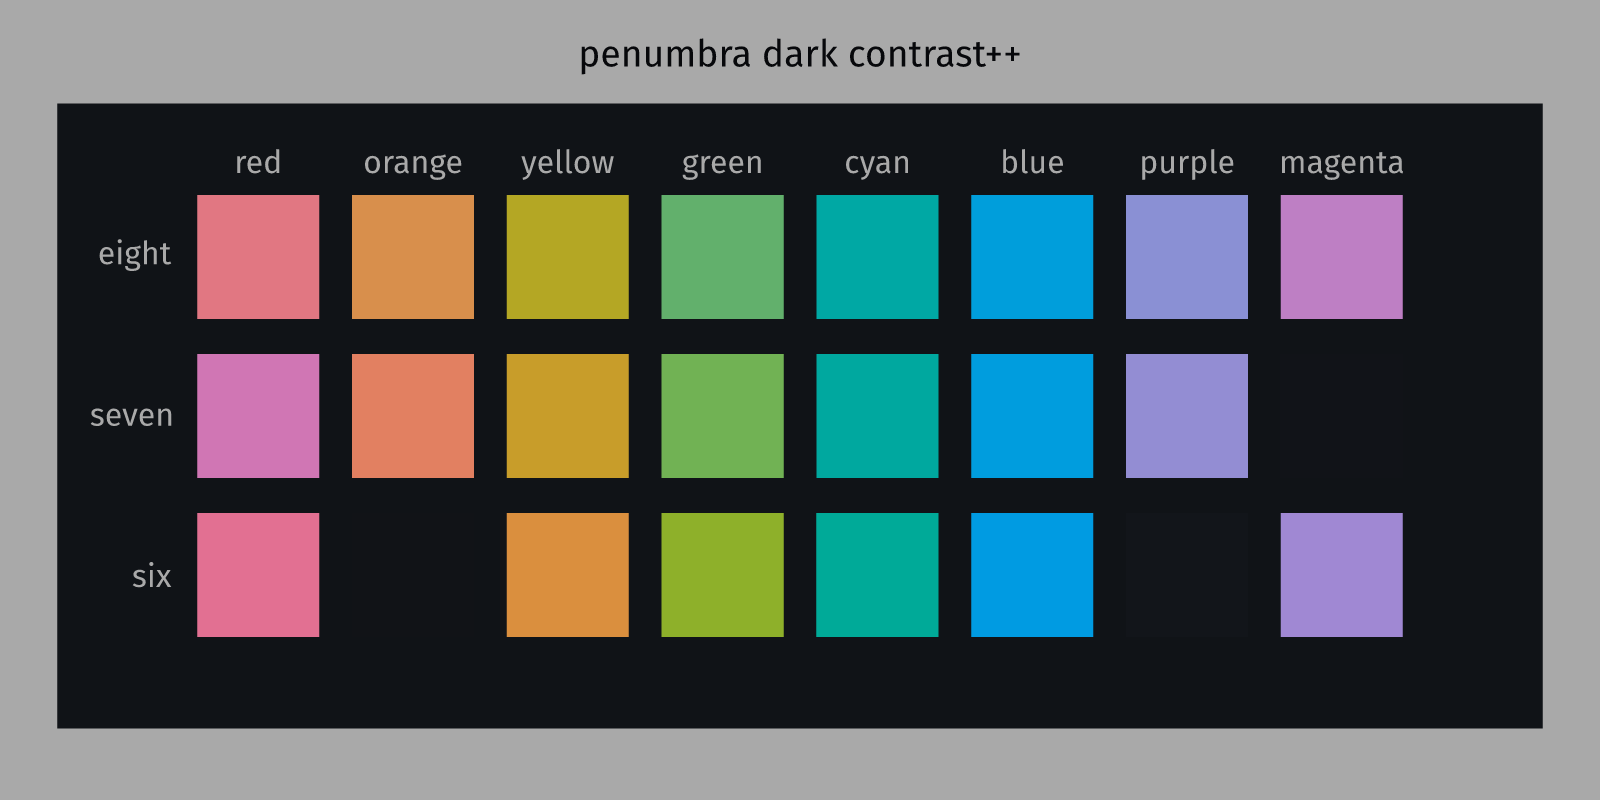 penumbra dark contrast++
red orange yellow green cyan blue purple magenta
eight
seven
six